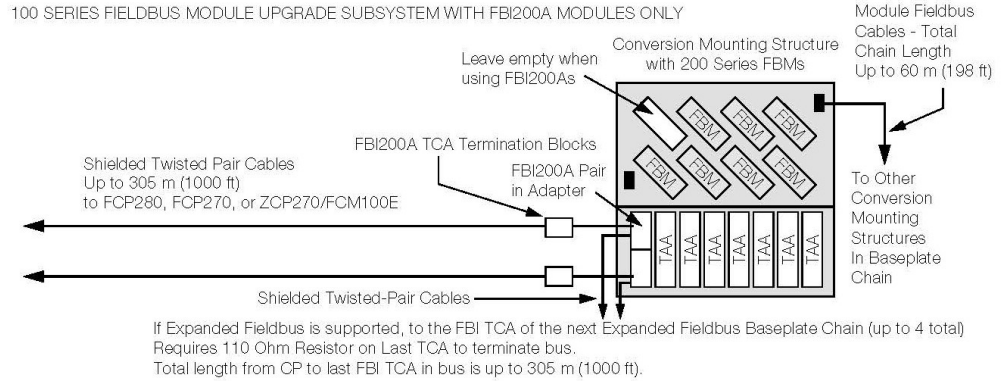 100 SERIES FIELDBUS MODULE UPGRADE SUBSYSTEM WITH FBI200A MODULES ONLY
Module Fieldbus
Cables - Total
Chain Length
Up to 60 m (198 ft)
Conversion Mounting Structure
with 200 Series FBMs
Leave empty when
using FBI200As
FBM
FBM
FBM
FBM
FBM
FBM
FBM
FBI200A TCA Termination Blocks
Shielded Twisted Pair Cables
Up to 305 m (1000 ft)
to FCP280, FCP270, or ZCP270/FCM100E
FBI200A Pair
in Adapter
To Other
Conversion
Mounting
Structures
In Baseplate
Chain
TAA
TAA
TAA
TAA
TAA
TAA
TAA
Shielded Twisted-Pair Cables
If Expanded Fieldbus is supported, to the FBI TCA of the next Expanded Fieldbus Baseplate Chain (up to 4 total)
Requires 110 Ohm Resistor on Last TCA to terminate bus.
Total length from CP to last FBI TCA in bus is up to 305 m (1000 ft).